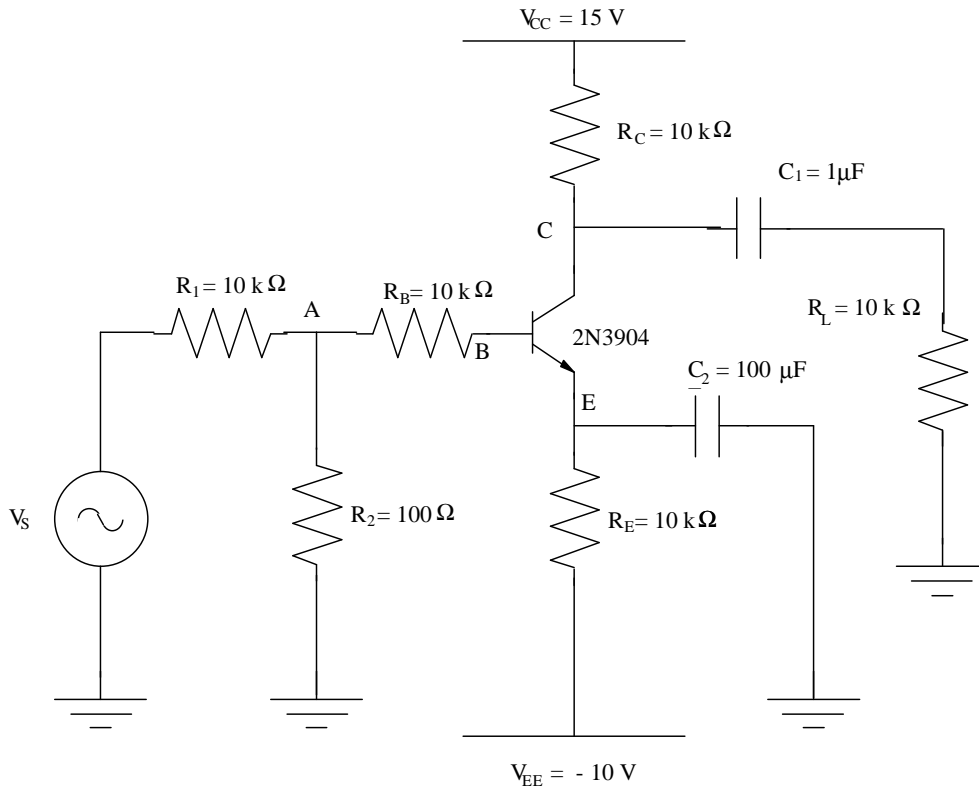 V_CC = 15 V
R_C = 10 kΩ
C_1 = 1μF
C
R_1 = 10 kΩ
R_B = 10 kΩ
A
R_L = 10 kΩ
B
2N3904
C_2 = 100 μF
E
V_S
R_2 = 100 Ω
R_E = 10 kΩ
V_EE = - 10 V